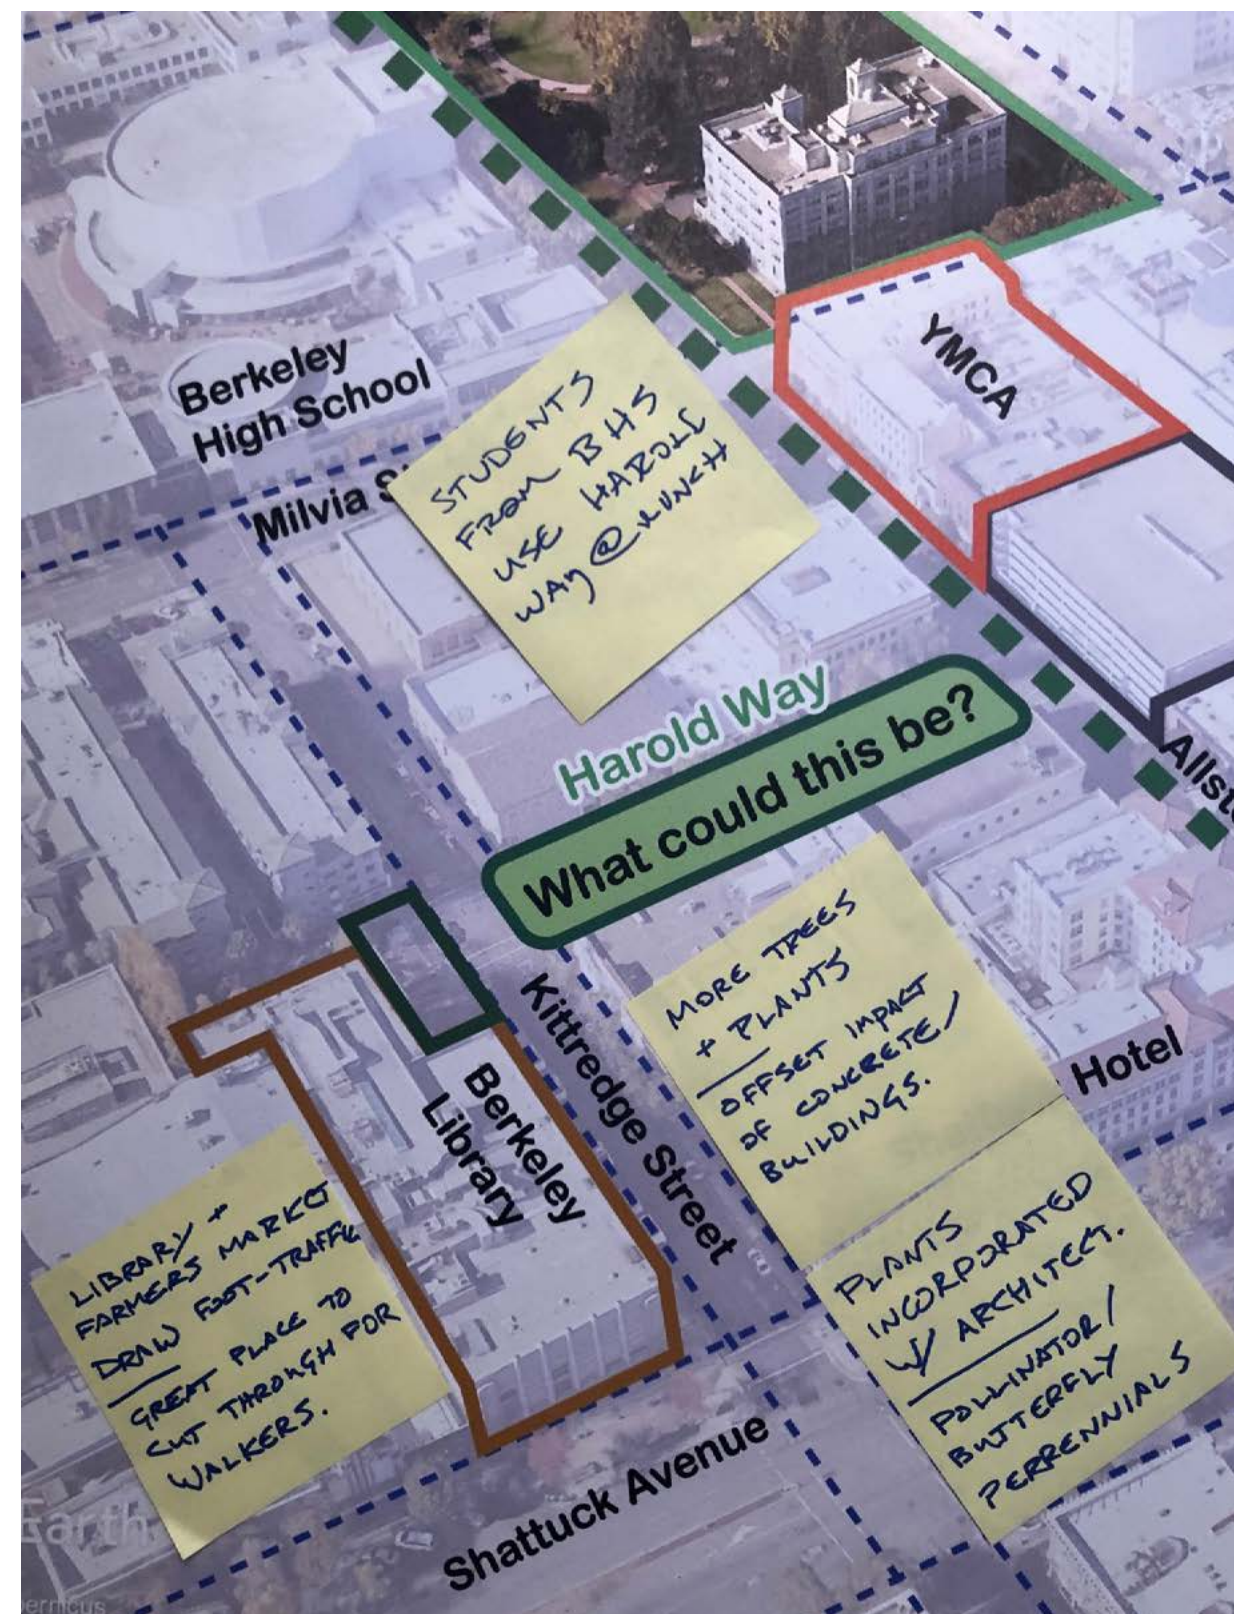 YMCA
Berkeley
High School
Milvia S
STUDENTS
FROM BHS
USE HAROLD
WAY @ LUNCH
Harold Way
What could this be?
Allst
MORE TREES
+ PLANTS
OFFSET IMPACT
OF CONCRETE/
BUILDINGS.
Kittredge Street
Hotel
Berkeley
Library
LIBRARY +
FARMERS MARKET
DRAW FOOT-TRAFFIC
GREAT PLACE TO
CUT THROUGH FOR
WALKERS.
PLANTS
INCORPORATED
W/ ARCHITECT.
POLLINATOR/
BUTTERFLY
PERRENNIALS
Shattuck Avenue
Earth